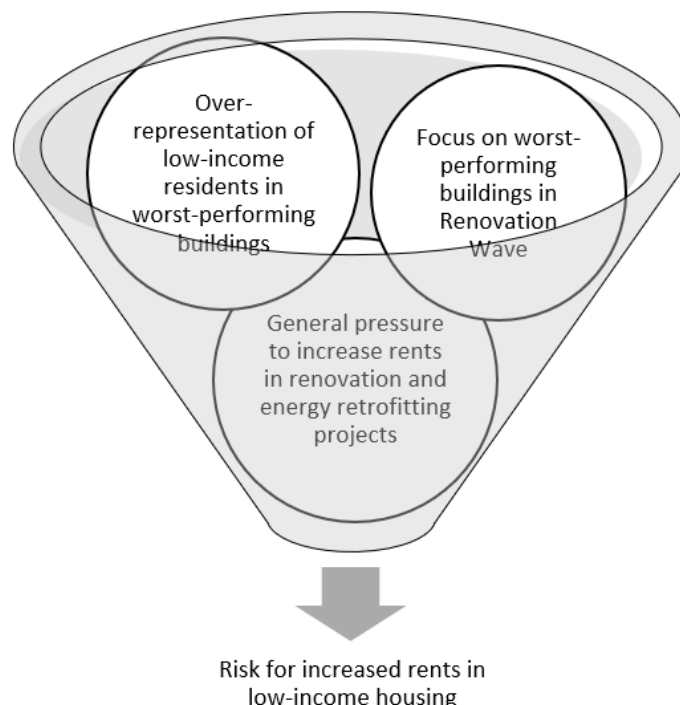 Over-
representation of
low-income
residents in
worst-performing
buildings
Focus on worst-
performing
buildings in
Renovation
Wave
General pressure
to increase rents
in renovation and
energy retrofitting
projects
Risk for increased rents in
low-income housing